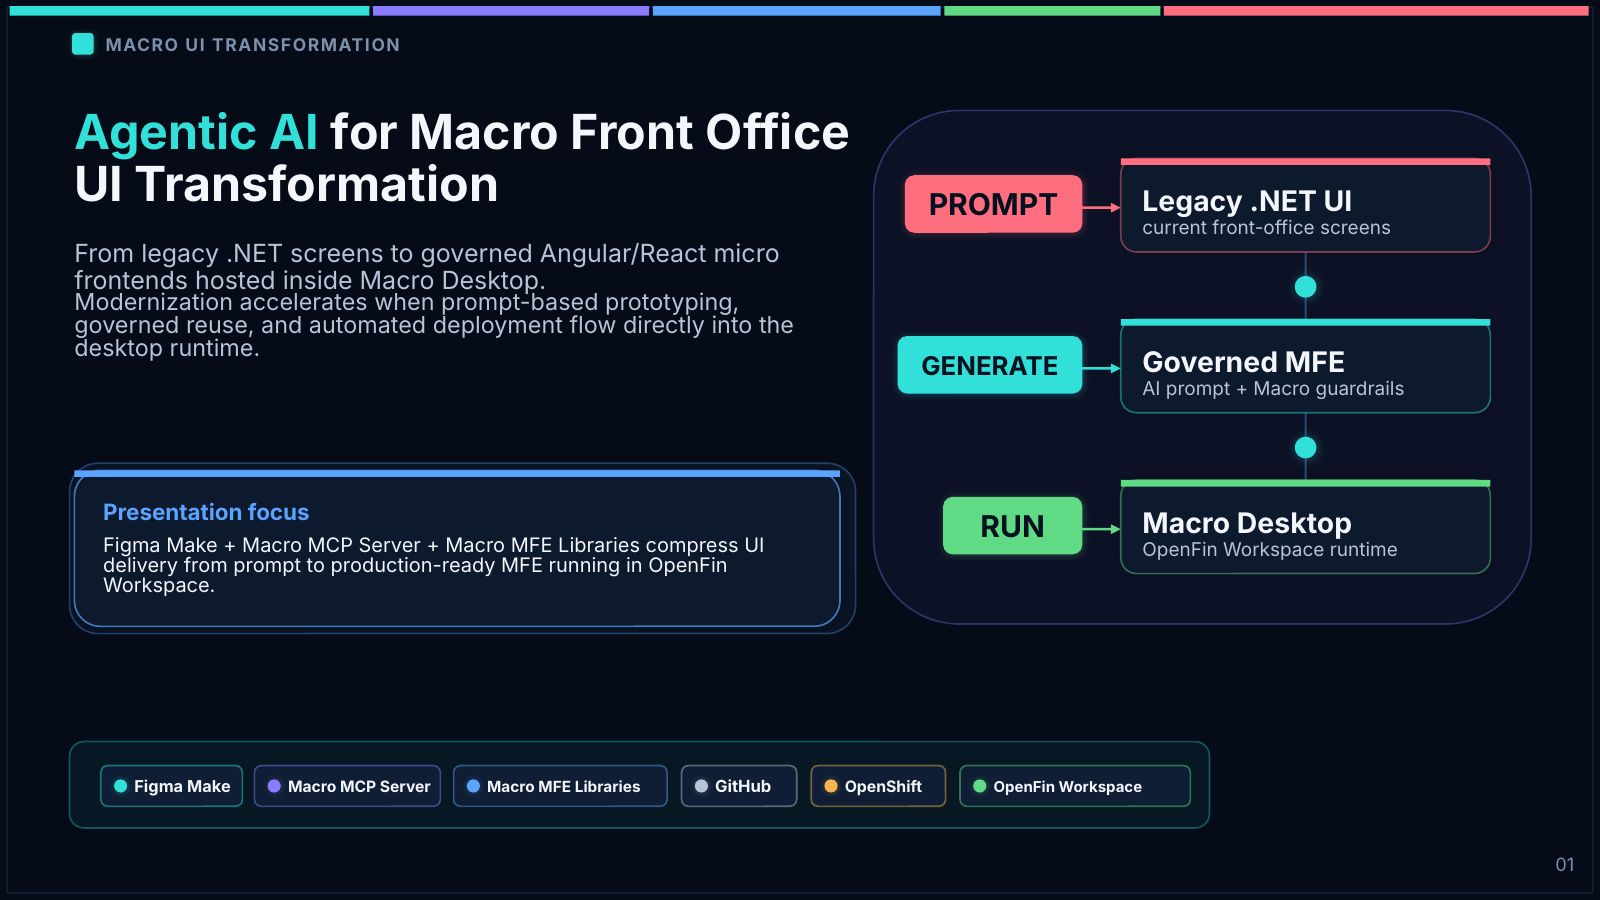 MACRO UI TRANSFORMATION
Agentic AI for Macro Front Office
UI Transformation
From legacy .NET screens to governed Angular/React micro
frontends hosted inside Macro Desktop.
Modernization accelerates when prompt-based prototyping,
governed reuse, and automated deployment flow directly into the
desktop runtime.
Presentation focus
Figma Make + Macro MCP Server + Macro MFE Libraries compress UI
delivery from prompt to production-ready MFE running in OpenFin
Workspace.
PROMPT
Legacy .NET UI
current front-office screens
GENERATE
Governed MFE
AI prompt + Macro guardrails
RUN
Macro Desktop
OpenFin Workspace runtime
Figma Make
Macro MCP Server
Macro MFE Libraries
GitHub
OpenShift
OpenFin Workspace
01